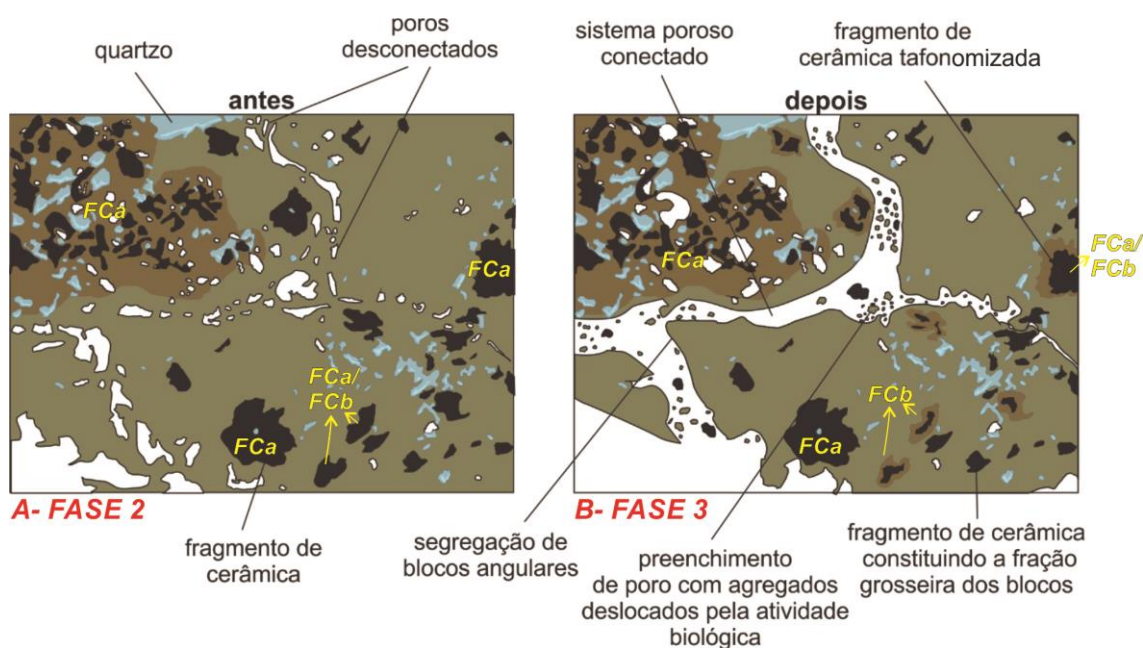 quartzo
poros
desconectados
antes
sistema poroso
conectado
fragmento de
cerâmica tafonomizada
depois
FCa
FCa
FCa/
FCb
FCa
A- FASE 2
FCa
FCa/
FCb
FCb
FCa
B- FASE 3
fragmento de
cerâmica
segregação de
blocos angulares
preenchimento
de poro com agregados
deslocados pela atividade
biológica
fragmento de cerâmica
constituindo a fração
grosseira dos blocos